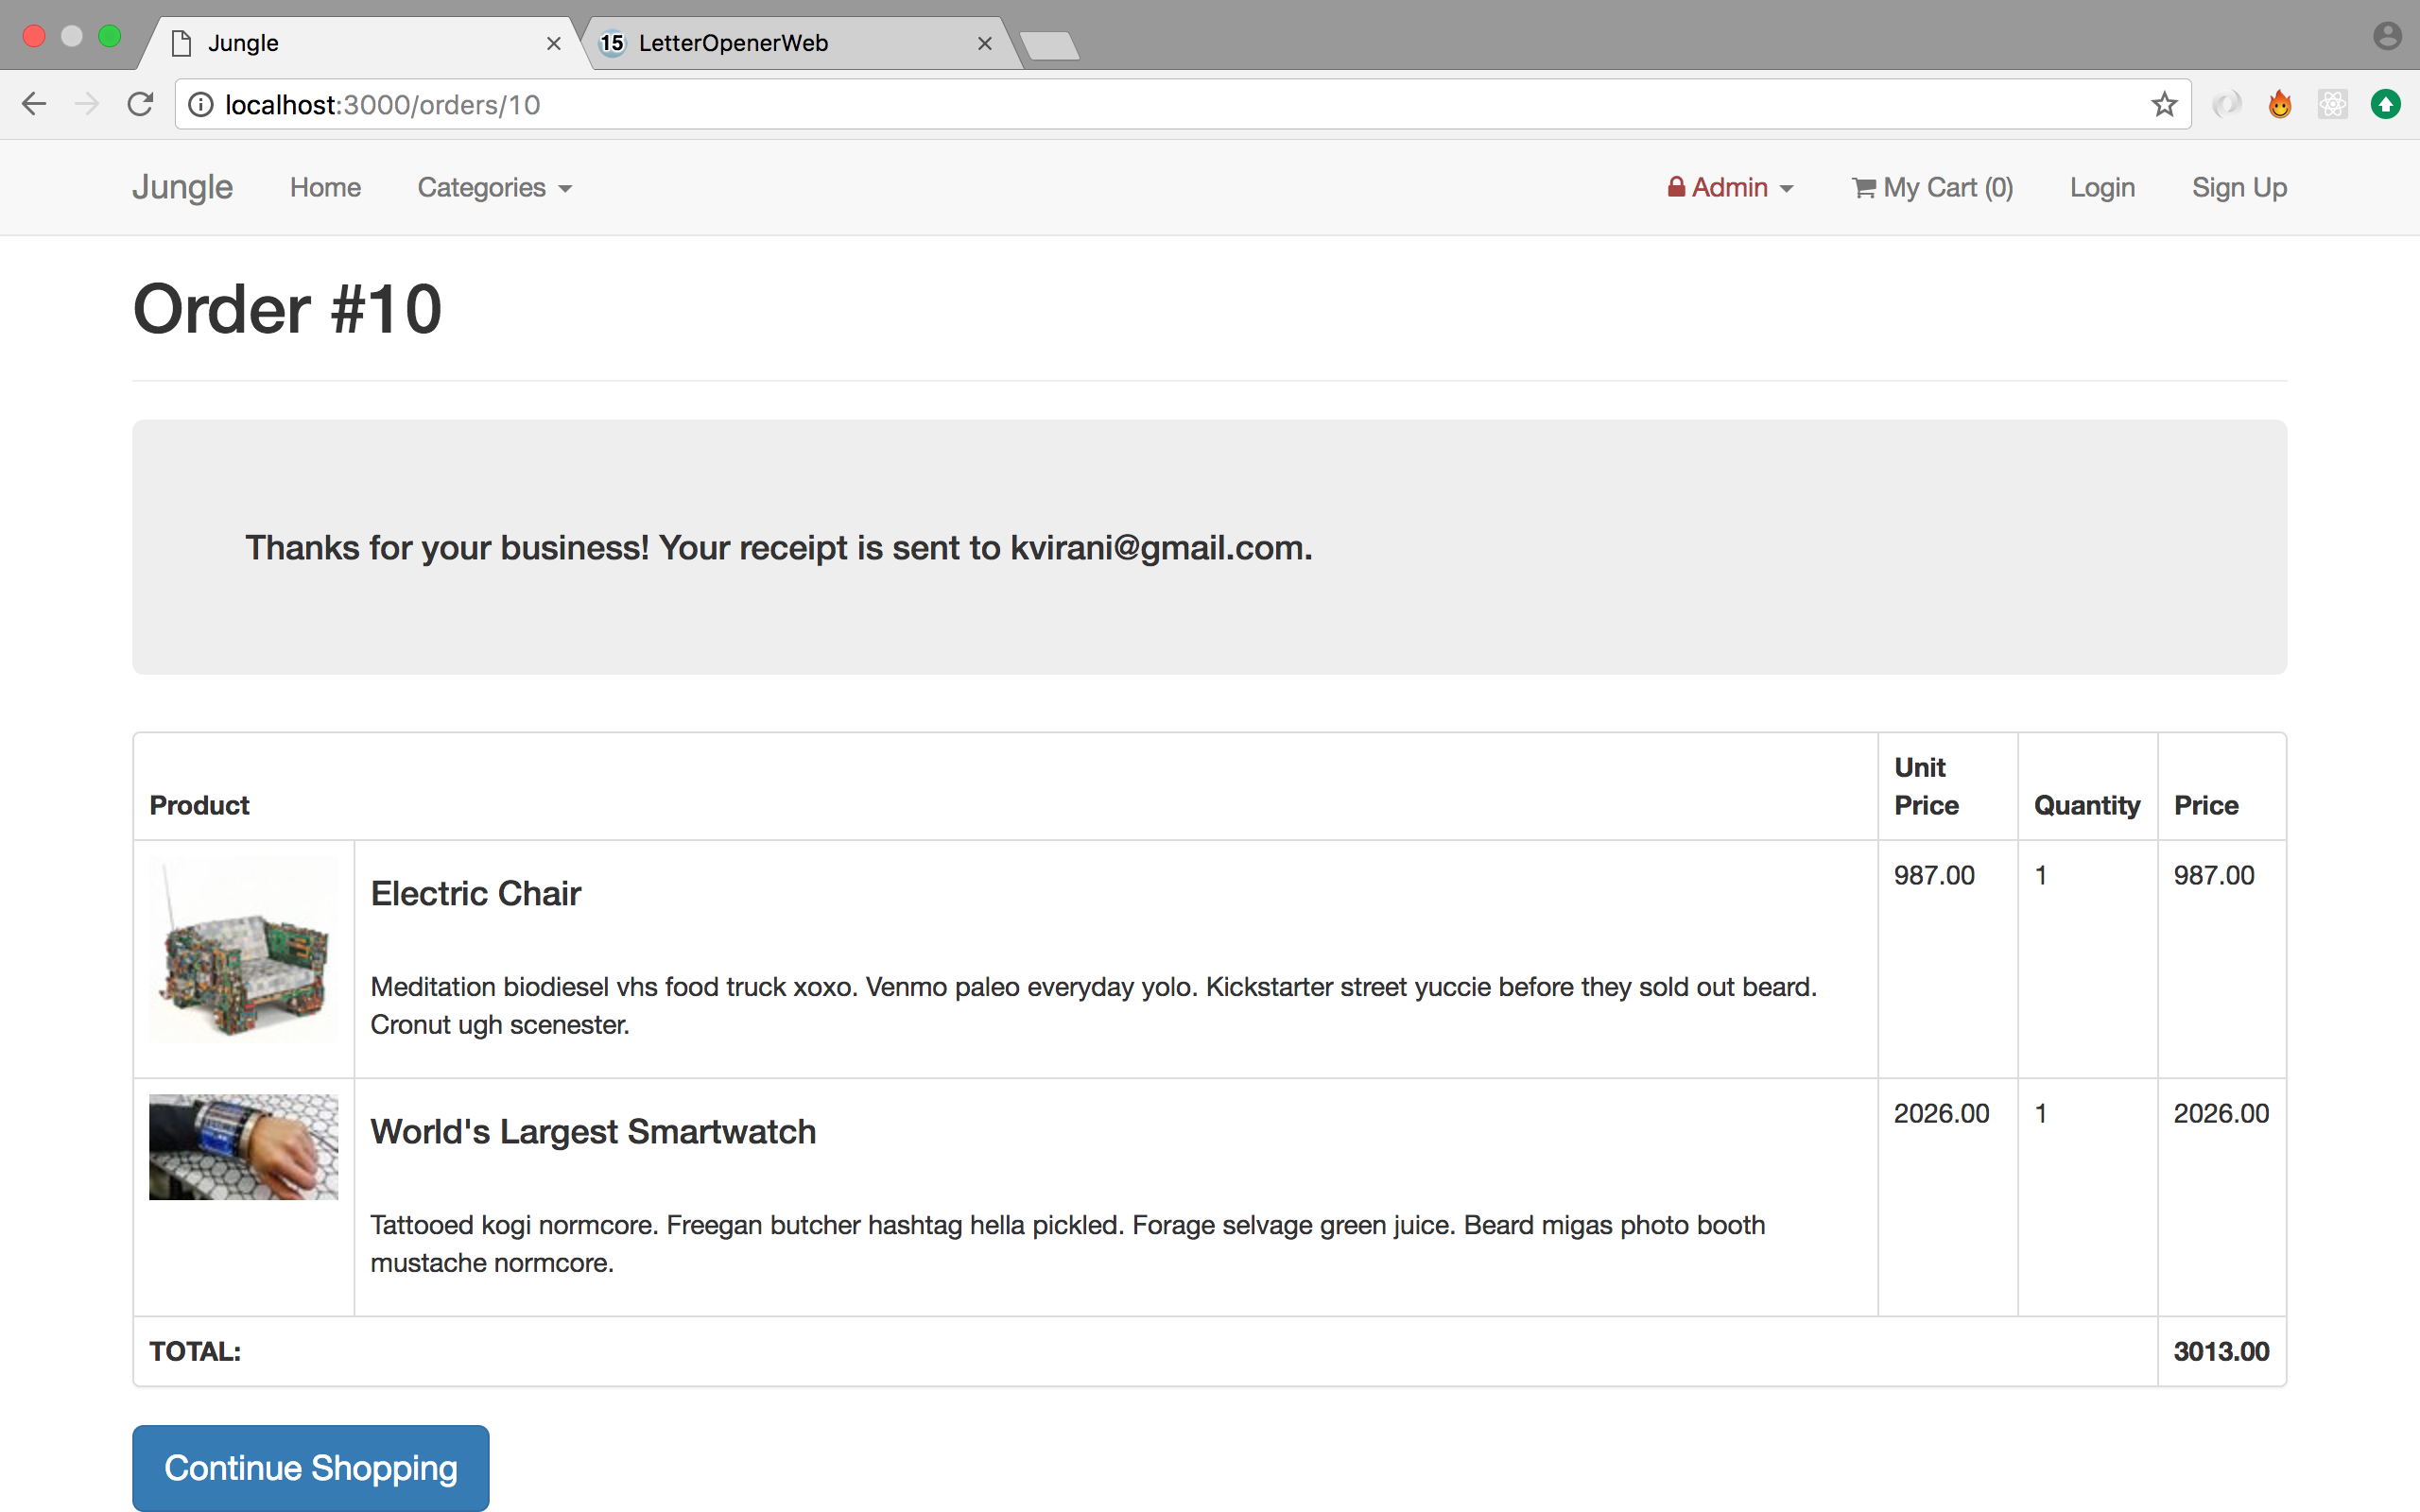 Jungle
15 LetterOpenerWeb
localhost:3000/orders/10
Jungle Home Categories Admin My Cart (0) Login Sign Up
Order #10
Thanks for your business! Your receipt is sent to kvirani@gmail.com.
Product Unit Price Quantity Price
Electric Chair 987.00 1 987.00
Meditation biodiesel vhs food truck xoxo. Venmo paleo everyday yolo. Kickstarter street yuccie before they sold out beard.
Cronut ugh scenester.
World's Largest Smartwatch 2026.00 1 2026.00
Tattooed kogi normcore. Freegan butcher hashtag hella pickled. Forage selvage green juice. Beard migas photo booth
mustache normcore.
TOTAL: 3013.00
Continue Shopping